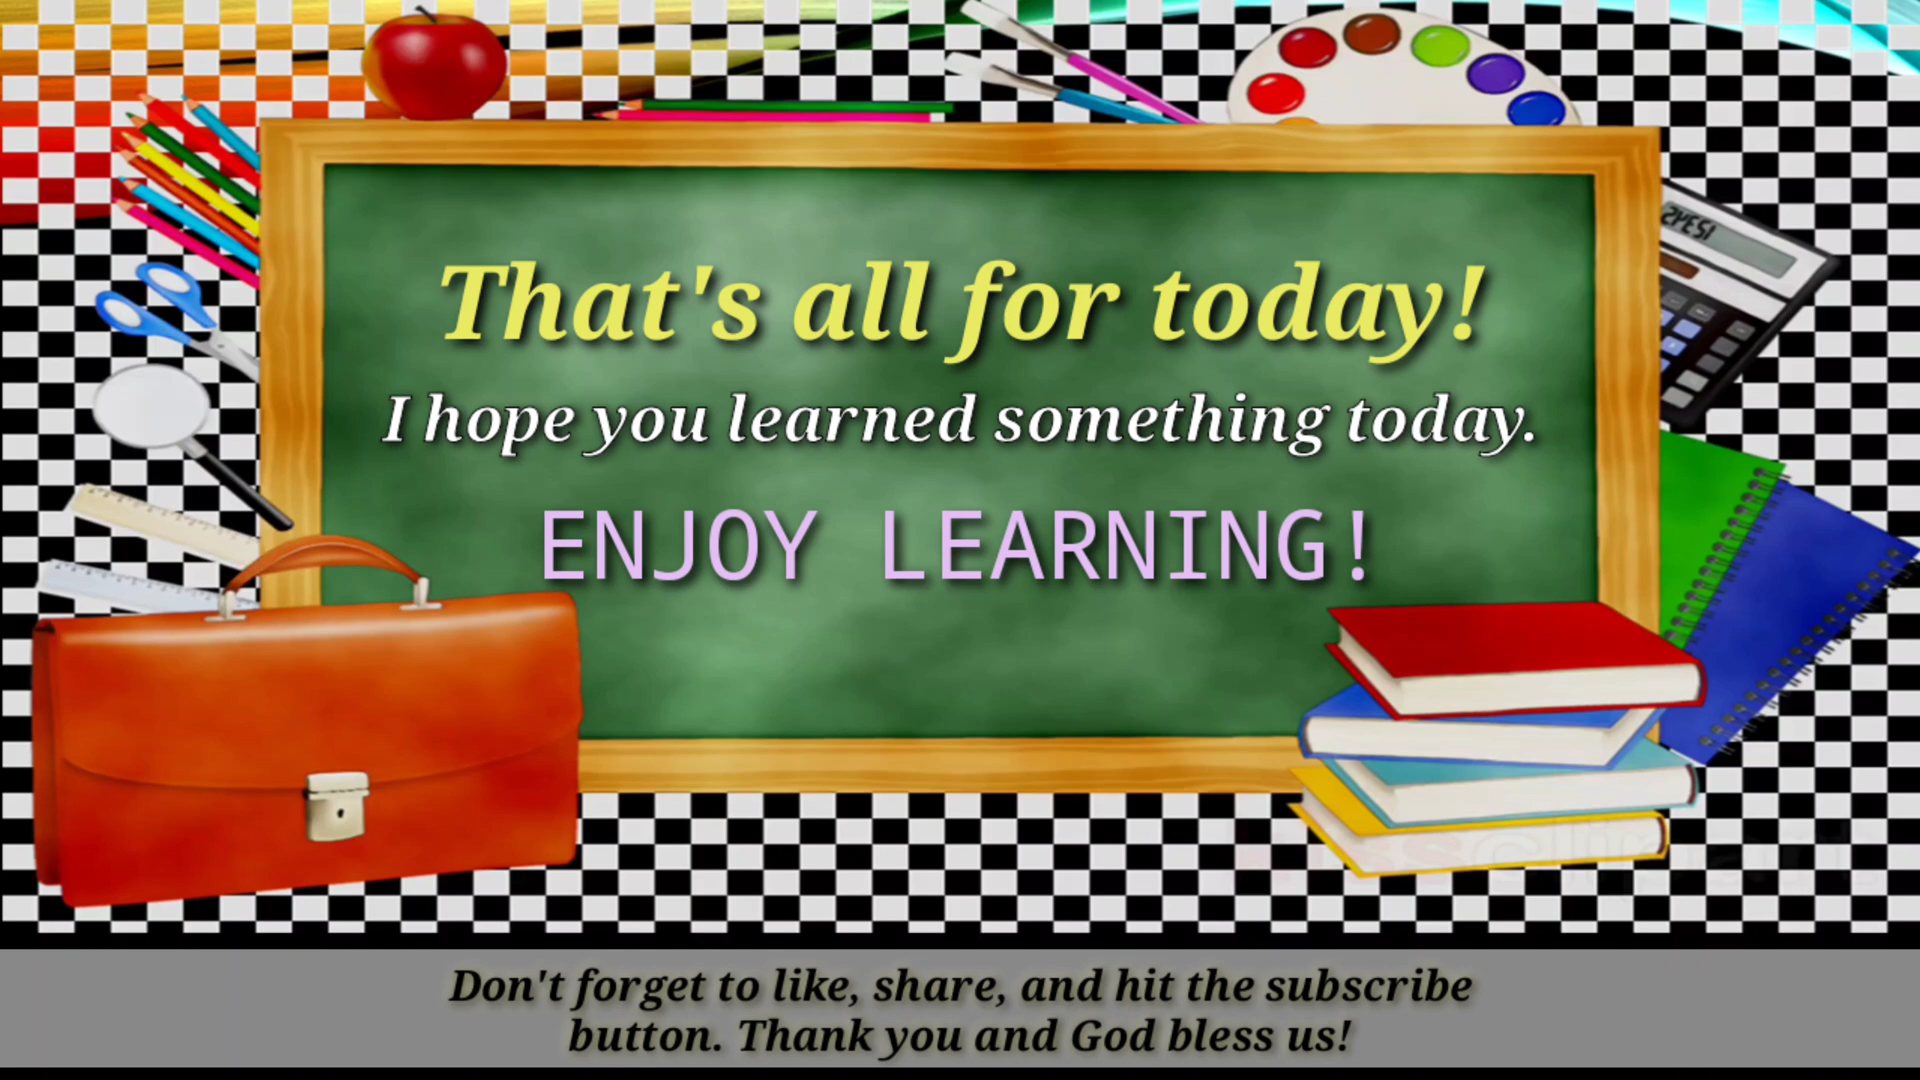 That's all for today!
I hope you learned something today.
ENJOY LEARNING!
Don't forget to like, share, and hit the subscribe
button. Thank you and God bless us!